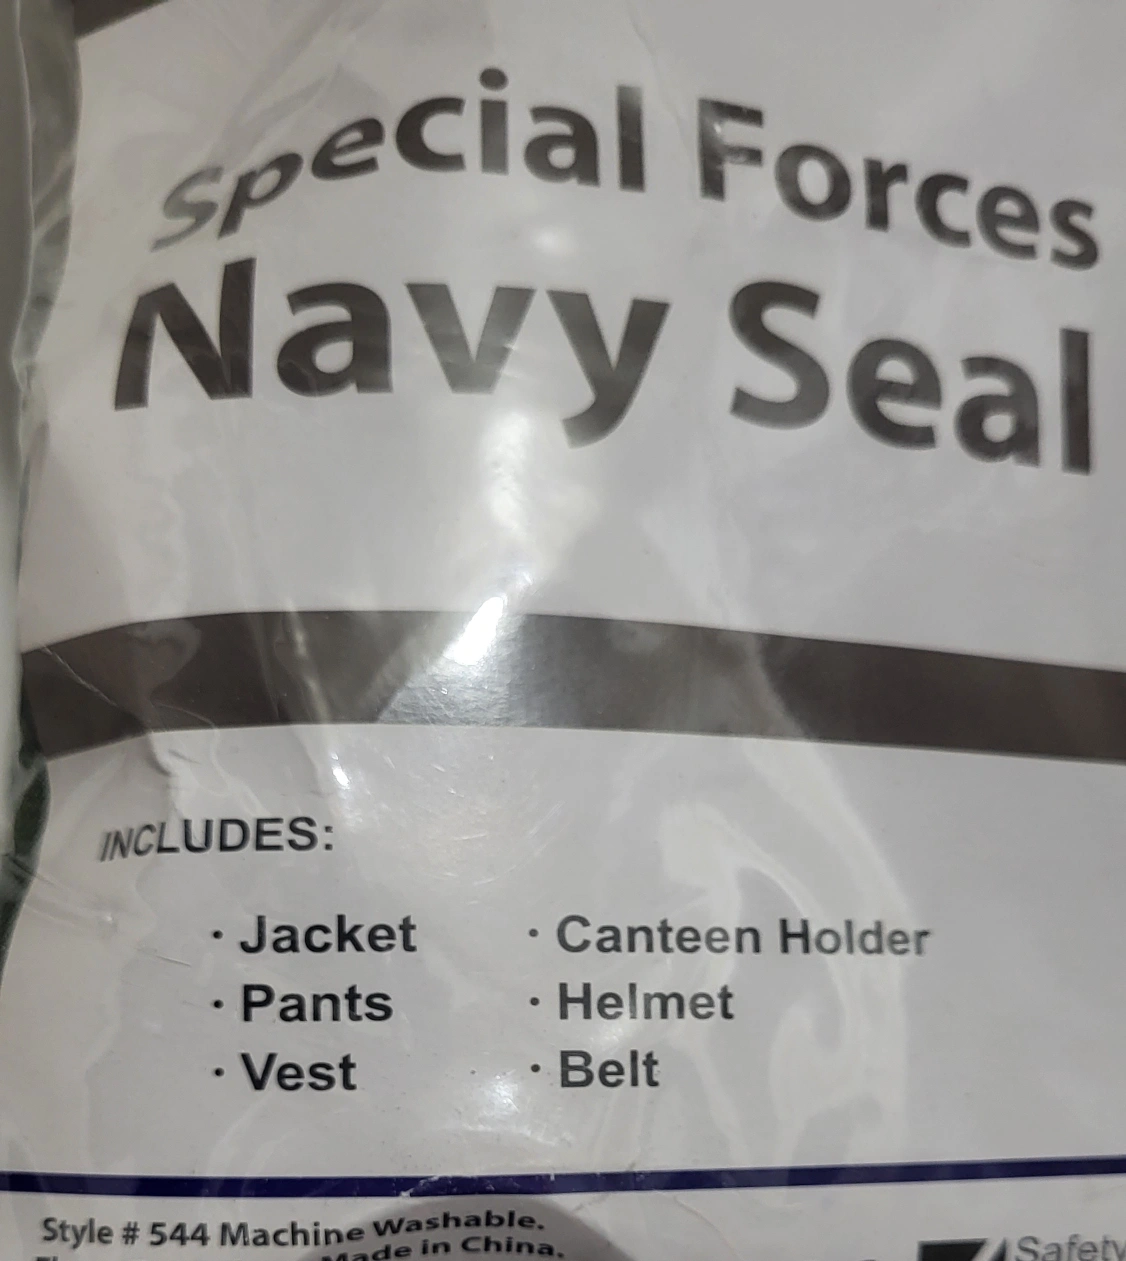 Special Forces
Navy Seal
INCLUDES:
· Jacket
· Pants
· Vest
· Canteen Holder
· Helmet
· Belt
Style # 544 Machine Washable.
Made in China.
Safety